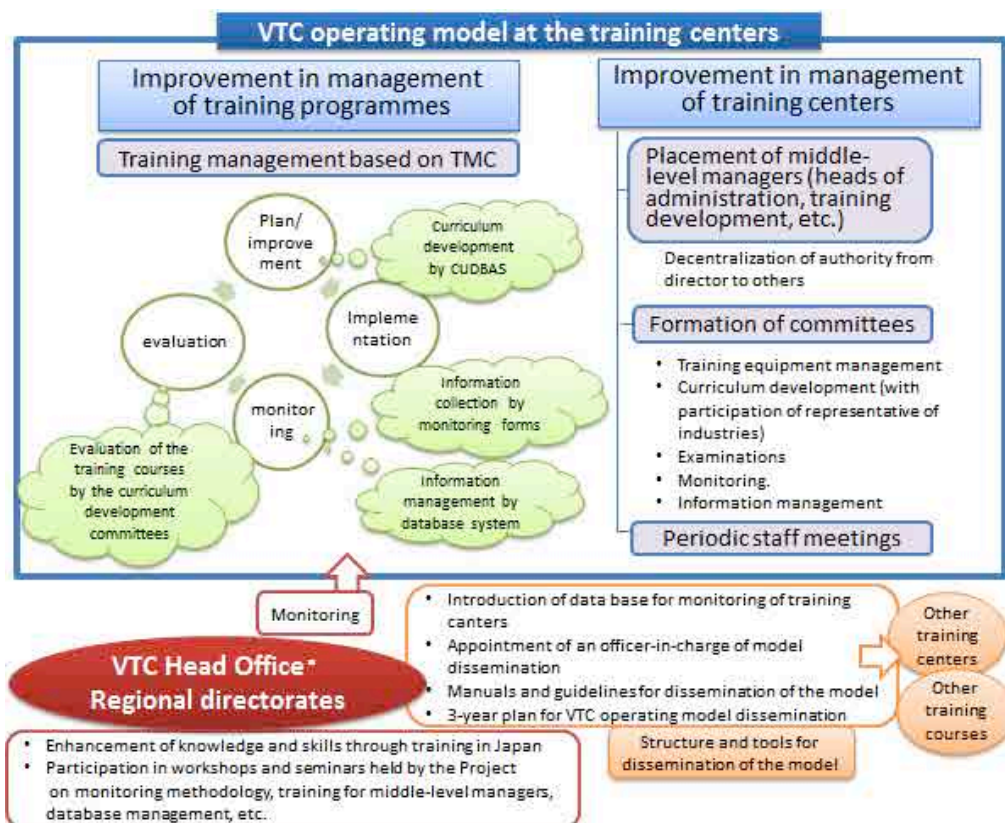 VTC operating model at the training centers
Improvement in management
of training programmes
Training management based on TMC
Plan/
improve
ment
Curriculum
development
by CUDBAS
Impleme
ntation
evaluation
monitor
ing
Information
collection by
monitoring forms
Evaluation of the
training courses
by the curriculum
development
committees
Information
management by
database system
Improvement in management
of training centers
Placement of middle-
level managers (heads of
administration, training
development, etc.)
Decentralization of authority from
director to others
Formation of committees
• Training equipment management
• Curriculum development (with
participation of representative of
industries)
• Examinations
• Monitoring.
• Information management
Periodic staff meetings
Monitoring
VTC Head Office*
Regional directorates
• Introduction of data base for monitoring of training
canters
• Appointment of an officer-in-charge of model
dissemination
• Manuals and guidelines for dissemination of the model
• 3-year plan for VTC operating model dissemination
Other
training
centers
Other
training
courses
Structure and tools for
dissemination of the model
• Enhancement of knowledge and skills through training in Japan
• Participation in workshops and seminars held by the Project
on monitoring methodology, training for middle-level managers,
database management, etc.